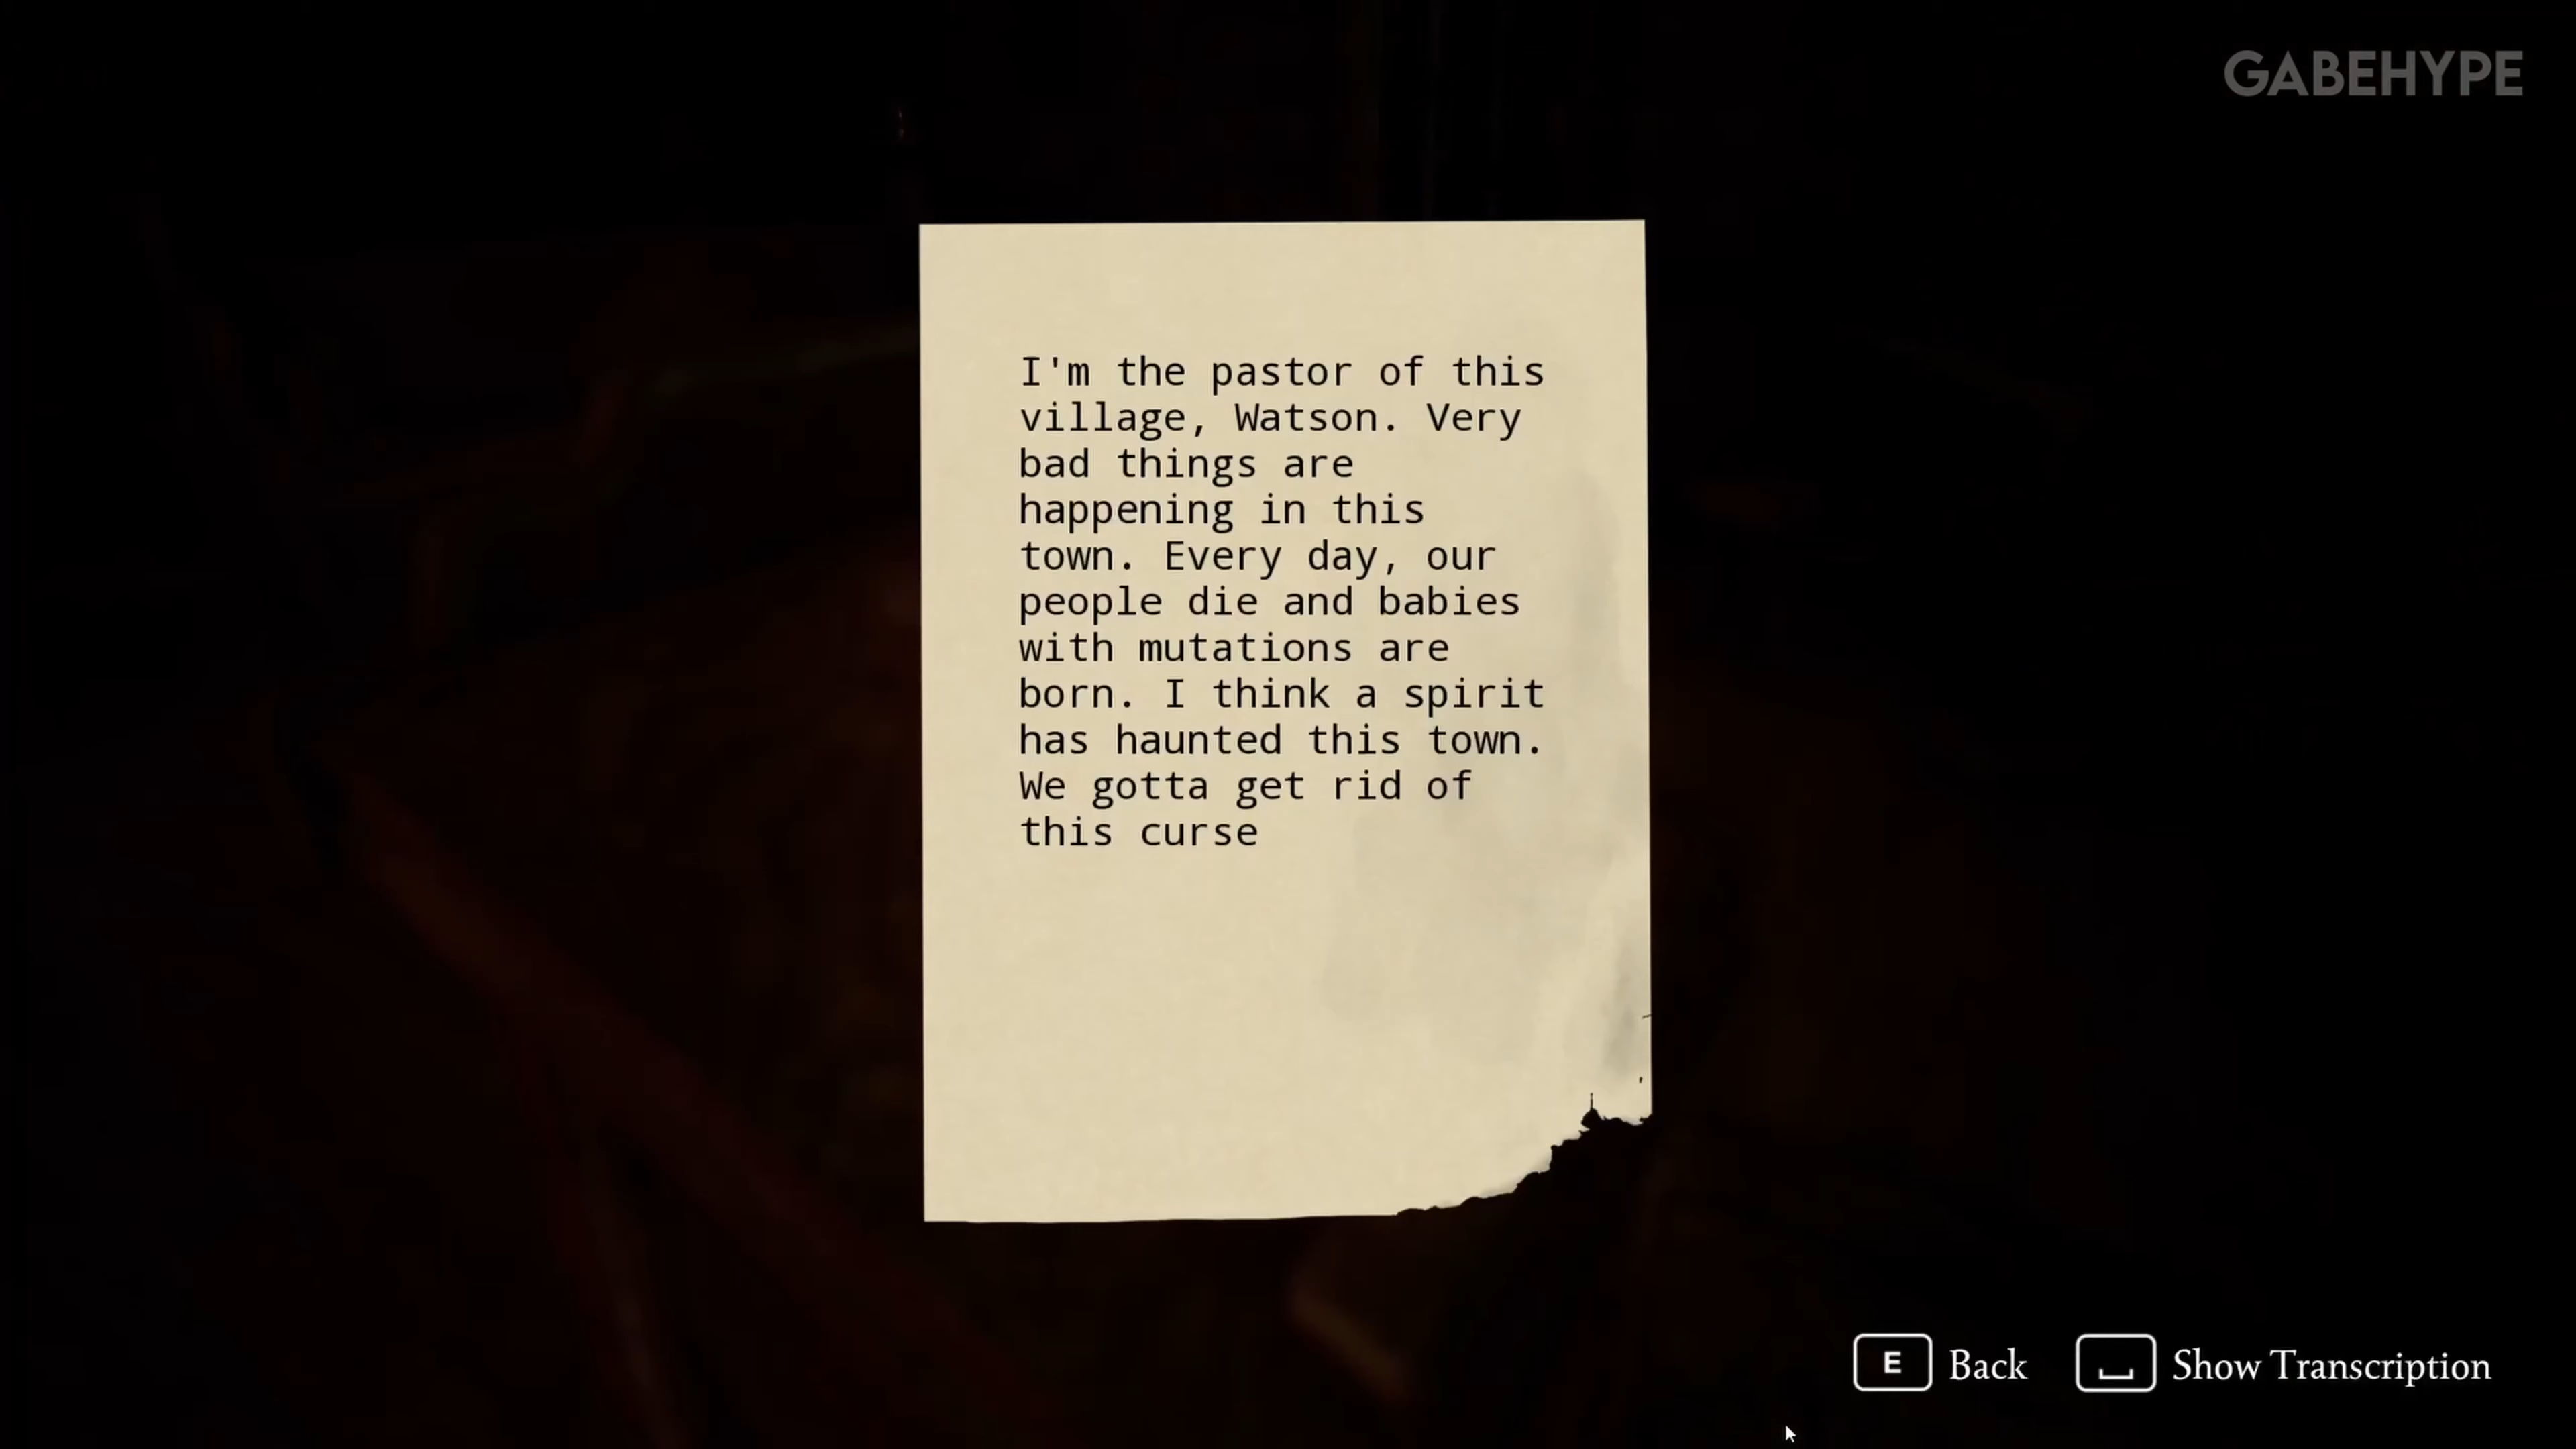 GABEHYPE
I'm the pastor of this
village, Watson. Very
bad things are
happening in this
town. Every day, our
people die and babies
with mutations are
born. I think a spirit
has haunted this town.
We gotta get rid of
this curse
E Back Show Transcription